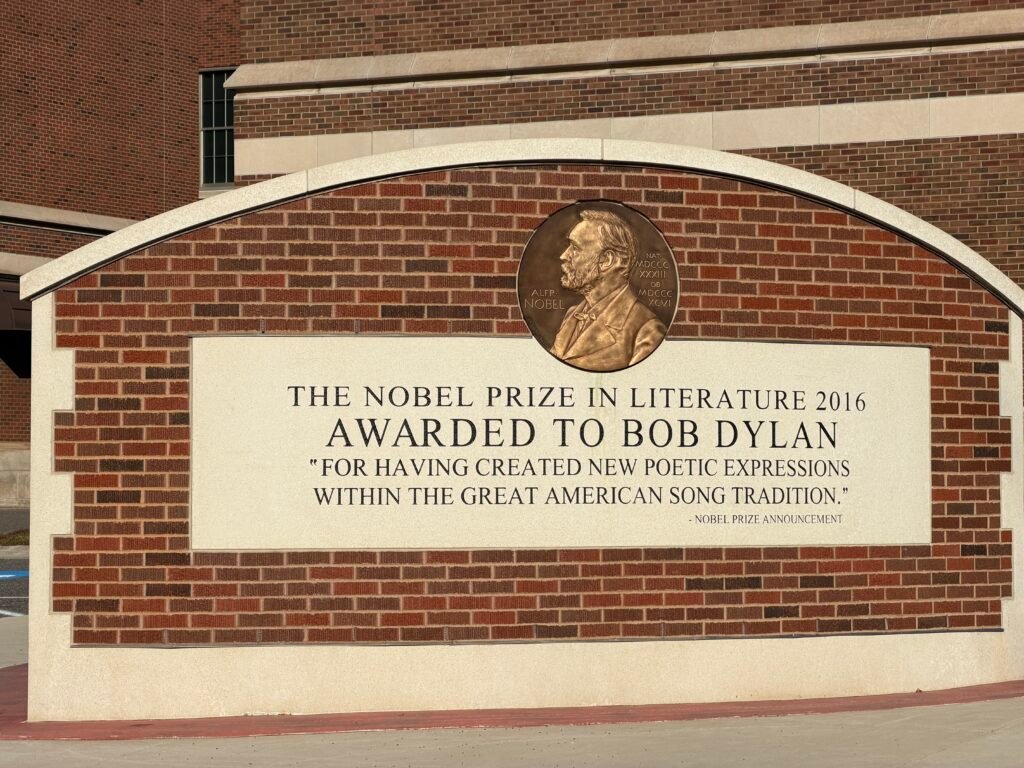 NAT.
MDCCC
XXXIII
OB.
MDCCC
XCVI
ALFR.
NOBEL
THE NOBEL PRIZE IN LITERATURE 2016
AWARDED TO BOB DYLAN
"FOR HAVING CREATED NEW POETIC EXPRESSIONS
WITHIN THE GREAT AMERICAN SONG TRADITION."
- NOBEL PRIZE ANNOUNCEMENT